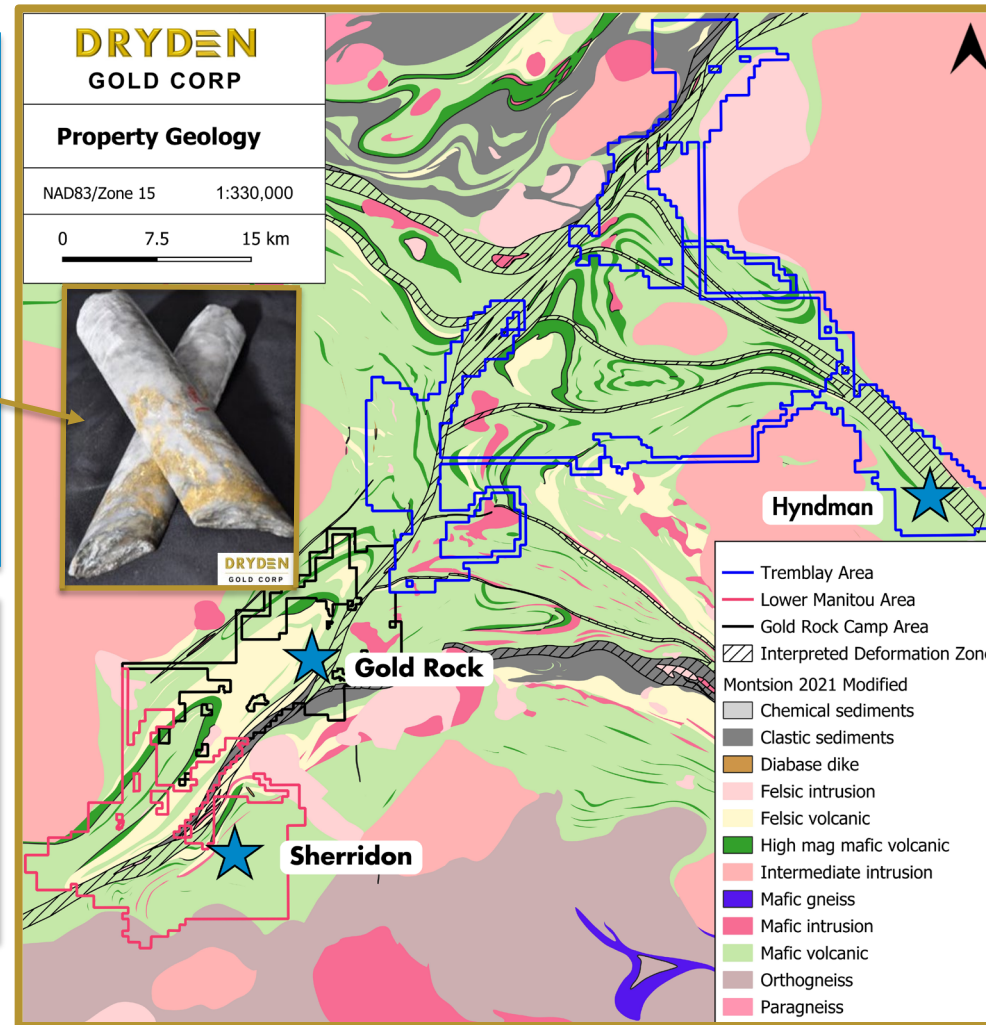 DRYDEN
GOLD CORP
Property Geology
NAD83/Zone 15 1:330,000
0 7.5 15 km
DRYDEN
GOLD CORP
Hyndman
Gold Rock
Sherridon
Tremblay Area
Lower Manitou Area
Gold Rock Camp Area
Interpreted Deformation Zone
Montsion 2021 Modified
Chemical sediments
Clastic sediments
Diabase dike
Felsic intrusion
Felsic volcanic
High mag mafic volcanic
Intermediate intrusion
Mafic gneiss
Mafic intrusion
Mafic volcanic
Orthogneiss
Paragneiss